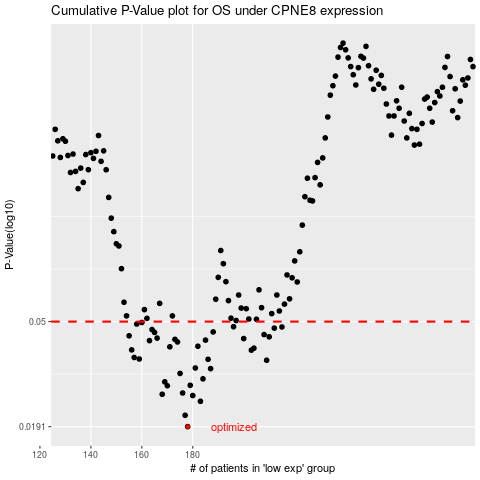 Cumulative P-Value plot for OS under CPNE8 expression
P-Value(log10)
0.05
0.0191
optimized
120 140 160 180
# of patients in 'low exp' group